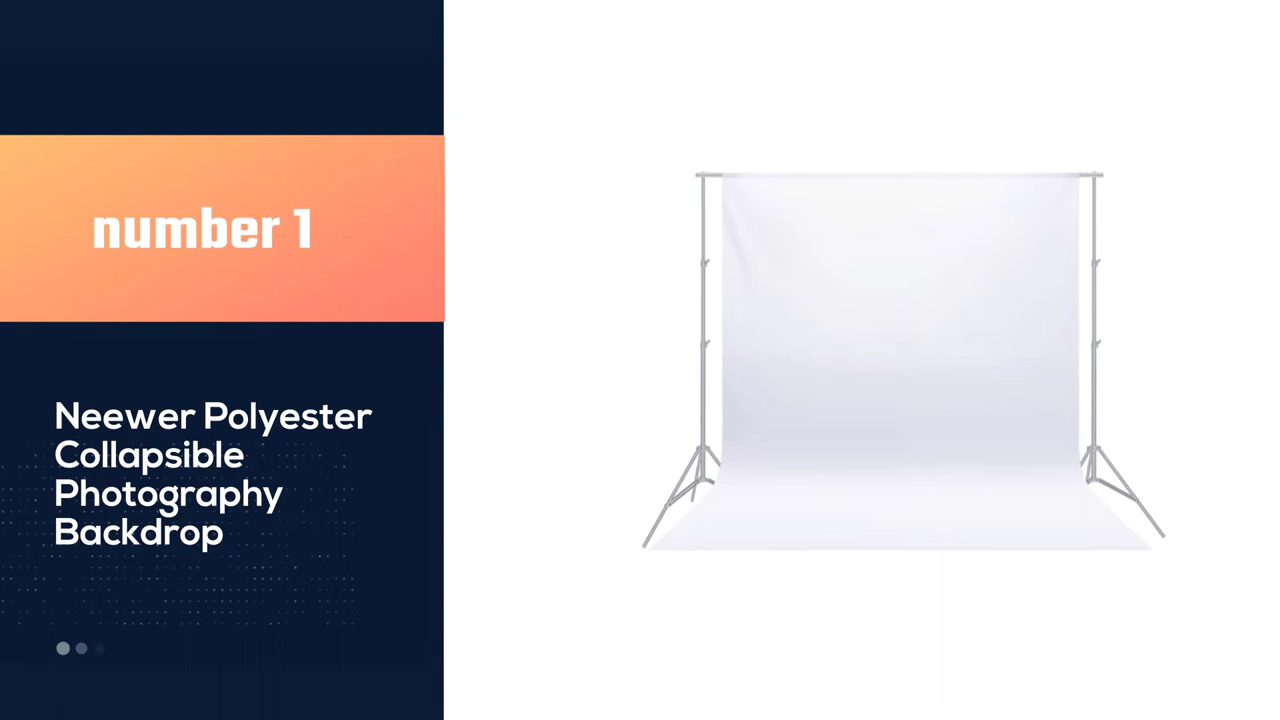 number 1
Neewer Polyester
Collapsible
Photography
Backdrop